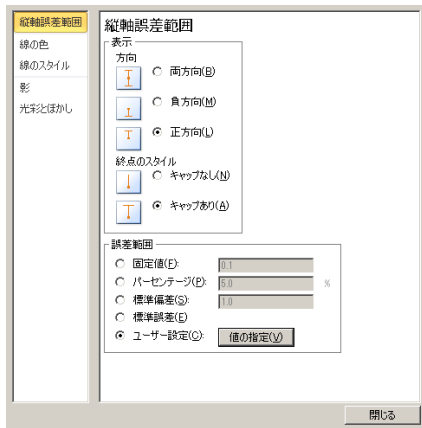 縦軸誤差範囲
線の色
線のスタイル
影
光彩とぼかし
縦軸誤差範囲
表示
方向
両方向(B)
負方向(M)
正方向(L)
終点のスタイル
キャップなし(N)
キャップあり(A)
誤差範囲
固定値(F): 0.1
パーセンテージ(P): 5.0 %
標準偏差(S): 1.0
標準誤差(E)
ユーザー設定(C): 値の指定(V)
閉じる